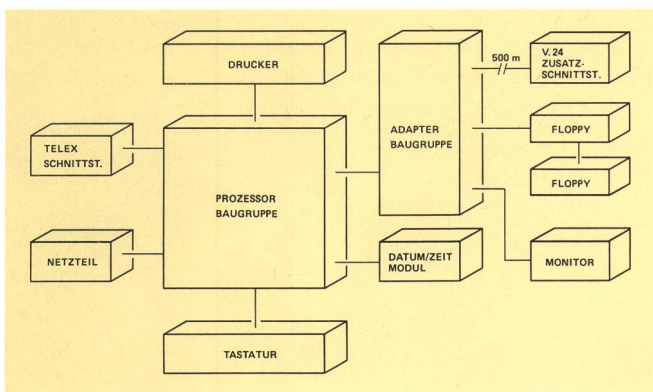 DRUCKER
TELEX
SCHNITTST.
PROZESSOR
BAUGRUPPE
NETZTEIL
TASTATUR
ADAPTER
BAUGRUPPE
DATUM/ZEIT
MODUL
500 m
V. 24
ZUSATZ-
SCHNITTST.
FLOPPY
FLOPPY
MONITOR